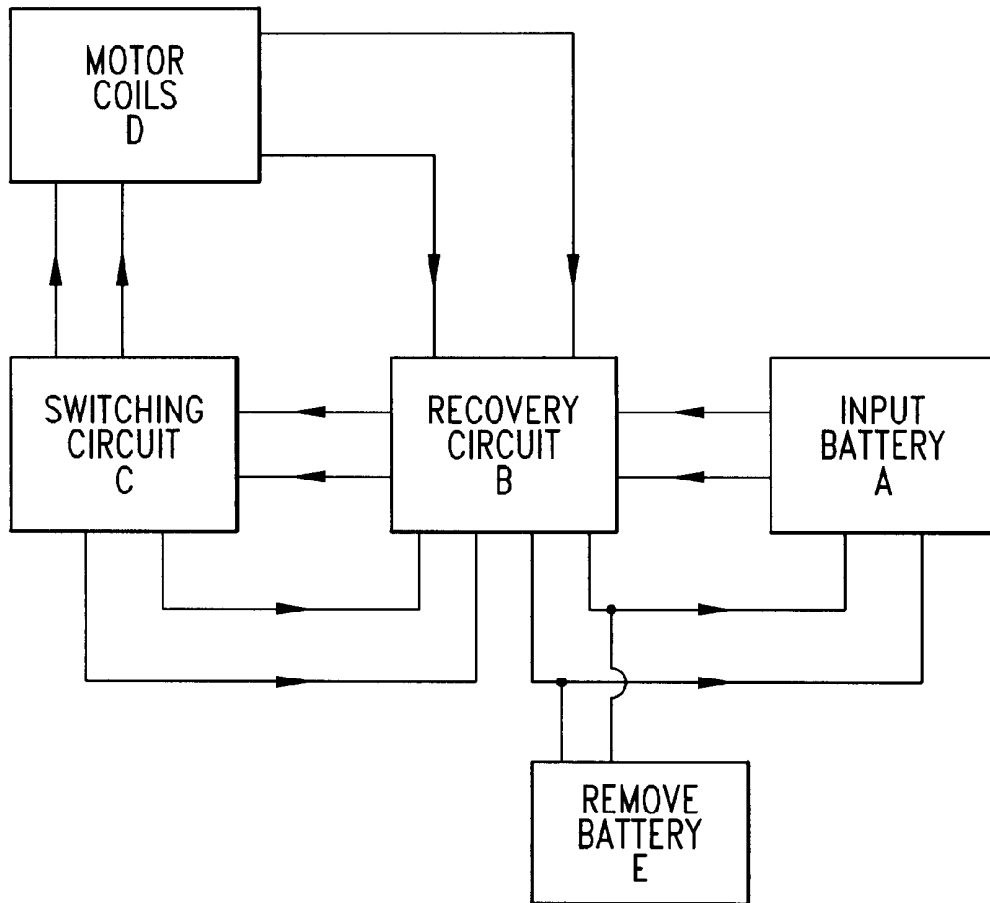 MOTOR
COILS
D
SWITCHING
CIRCUIT
C
RECOVERY
CIRCUIT
B
INPUT
BATTERY
A
REMOVE
BATTERY
E